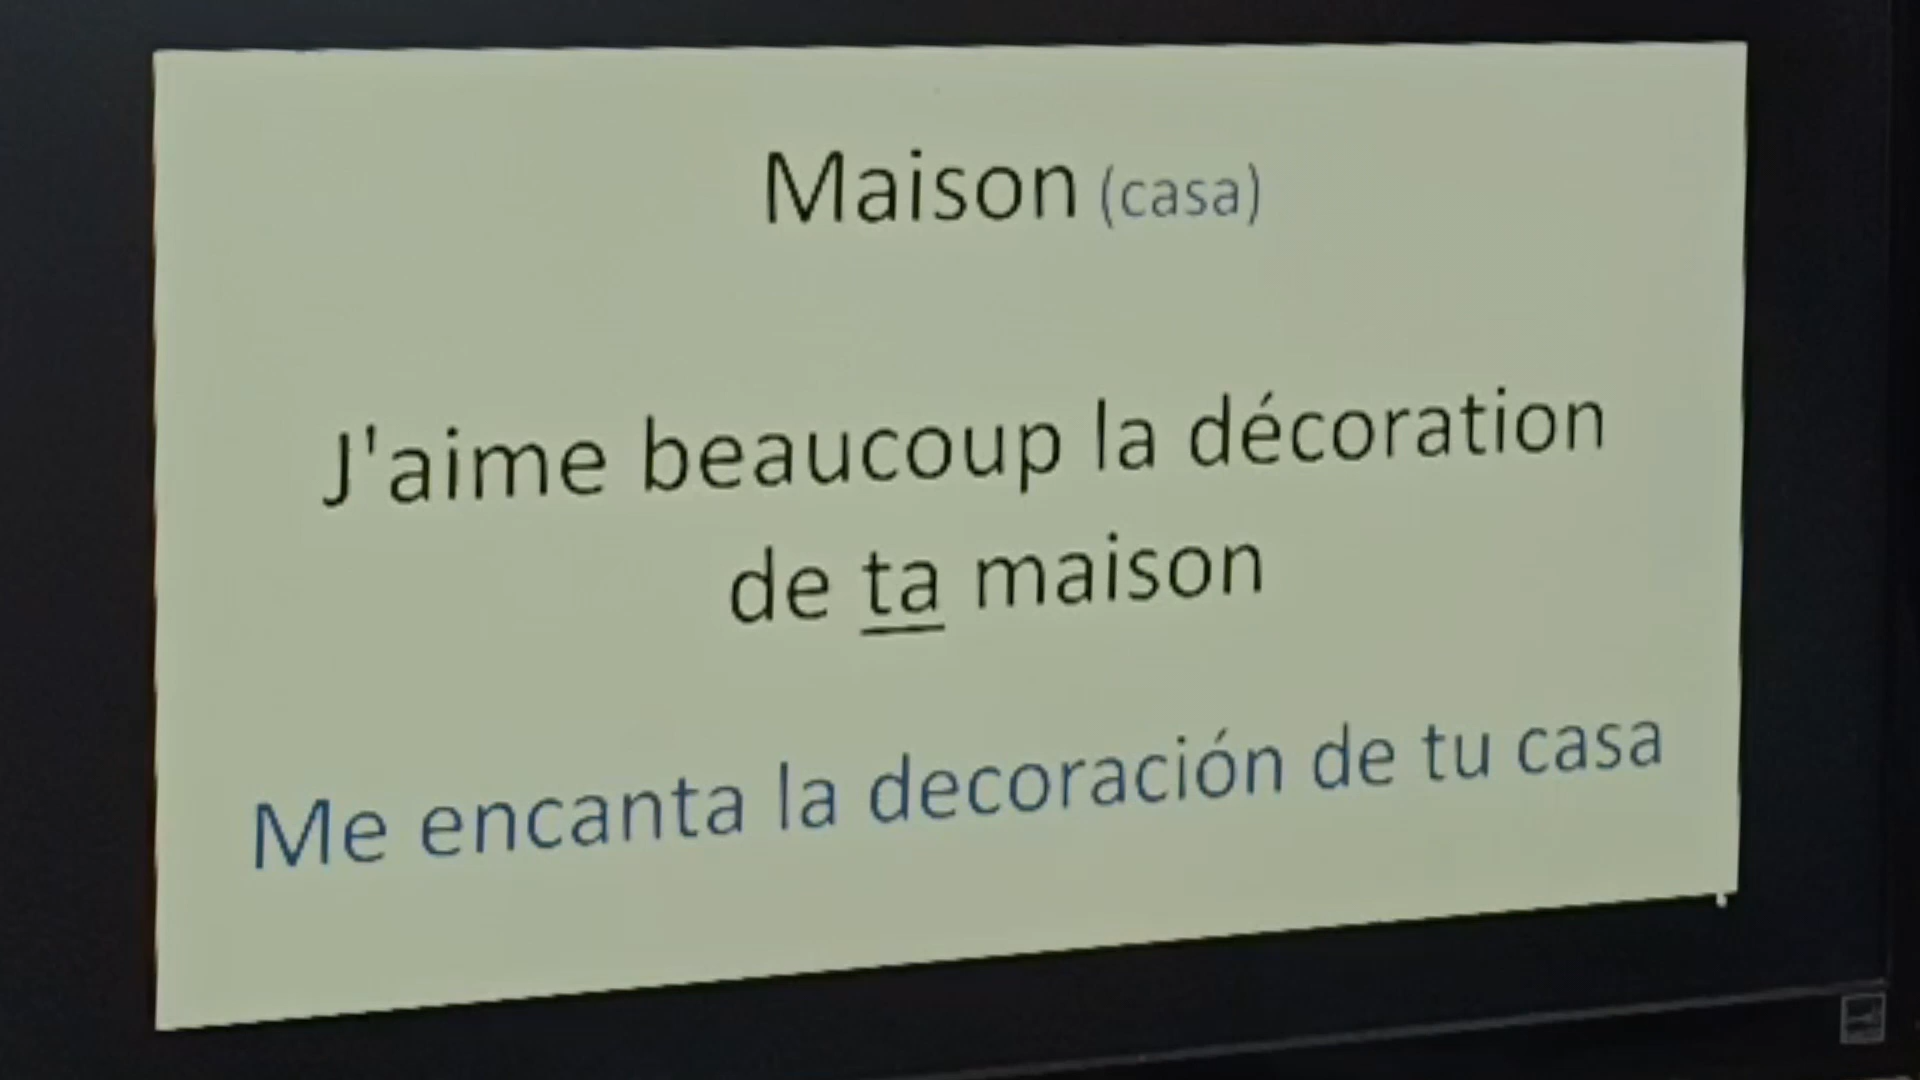 Maison (casa)
J'aime beaucoup la décoration
de ta maison
Me encanta la decoración de tu casa